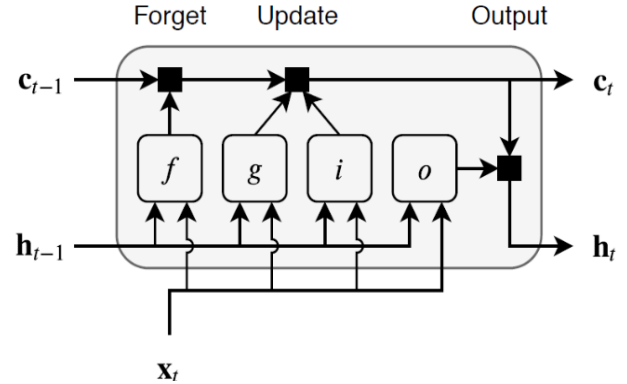 Forget Update Output
c_{t−1} c_t
f g i o
h_{t−1} h_t
x_t